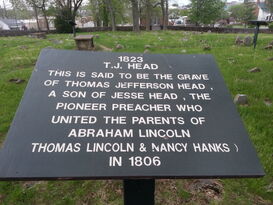 1823
T.J. HEAD
THIS IS SAID TO BE THE GRAVE
OF THOMAS JEFFERSON HEAD,
A SON OF JESSE HEAD, THE
PIONEER PREACHER WHO
UNITED THE PARENTS OF
ABRAHAM LINCOLN
THOMAS LINCOLN & NANCY HANKS)
IN 1806